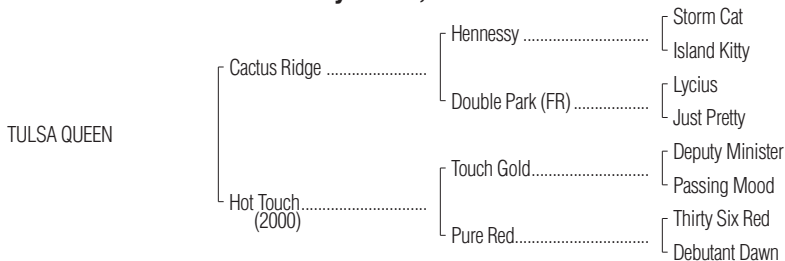 Storm Cat
Hennessy ..............................
Island Kitty
Cactus Ridge ........................
Lycius
Double Park (FR) ..................
Just Pretty
TULSA QUEEN
Deputy Minister
Touch Gold............................
Passing Mood
Hot Touch..............................
(2000)
Thirty Six Red
Pure Red................................
Debutant Dawn